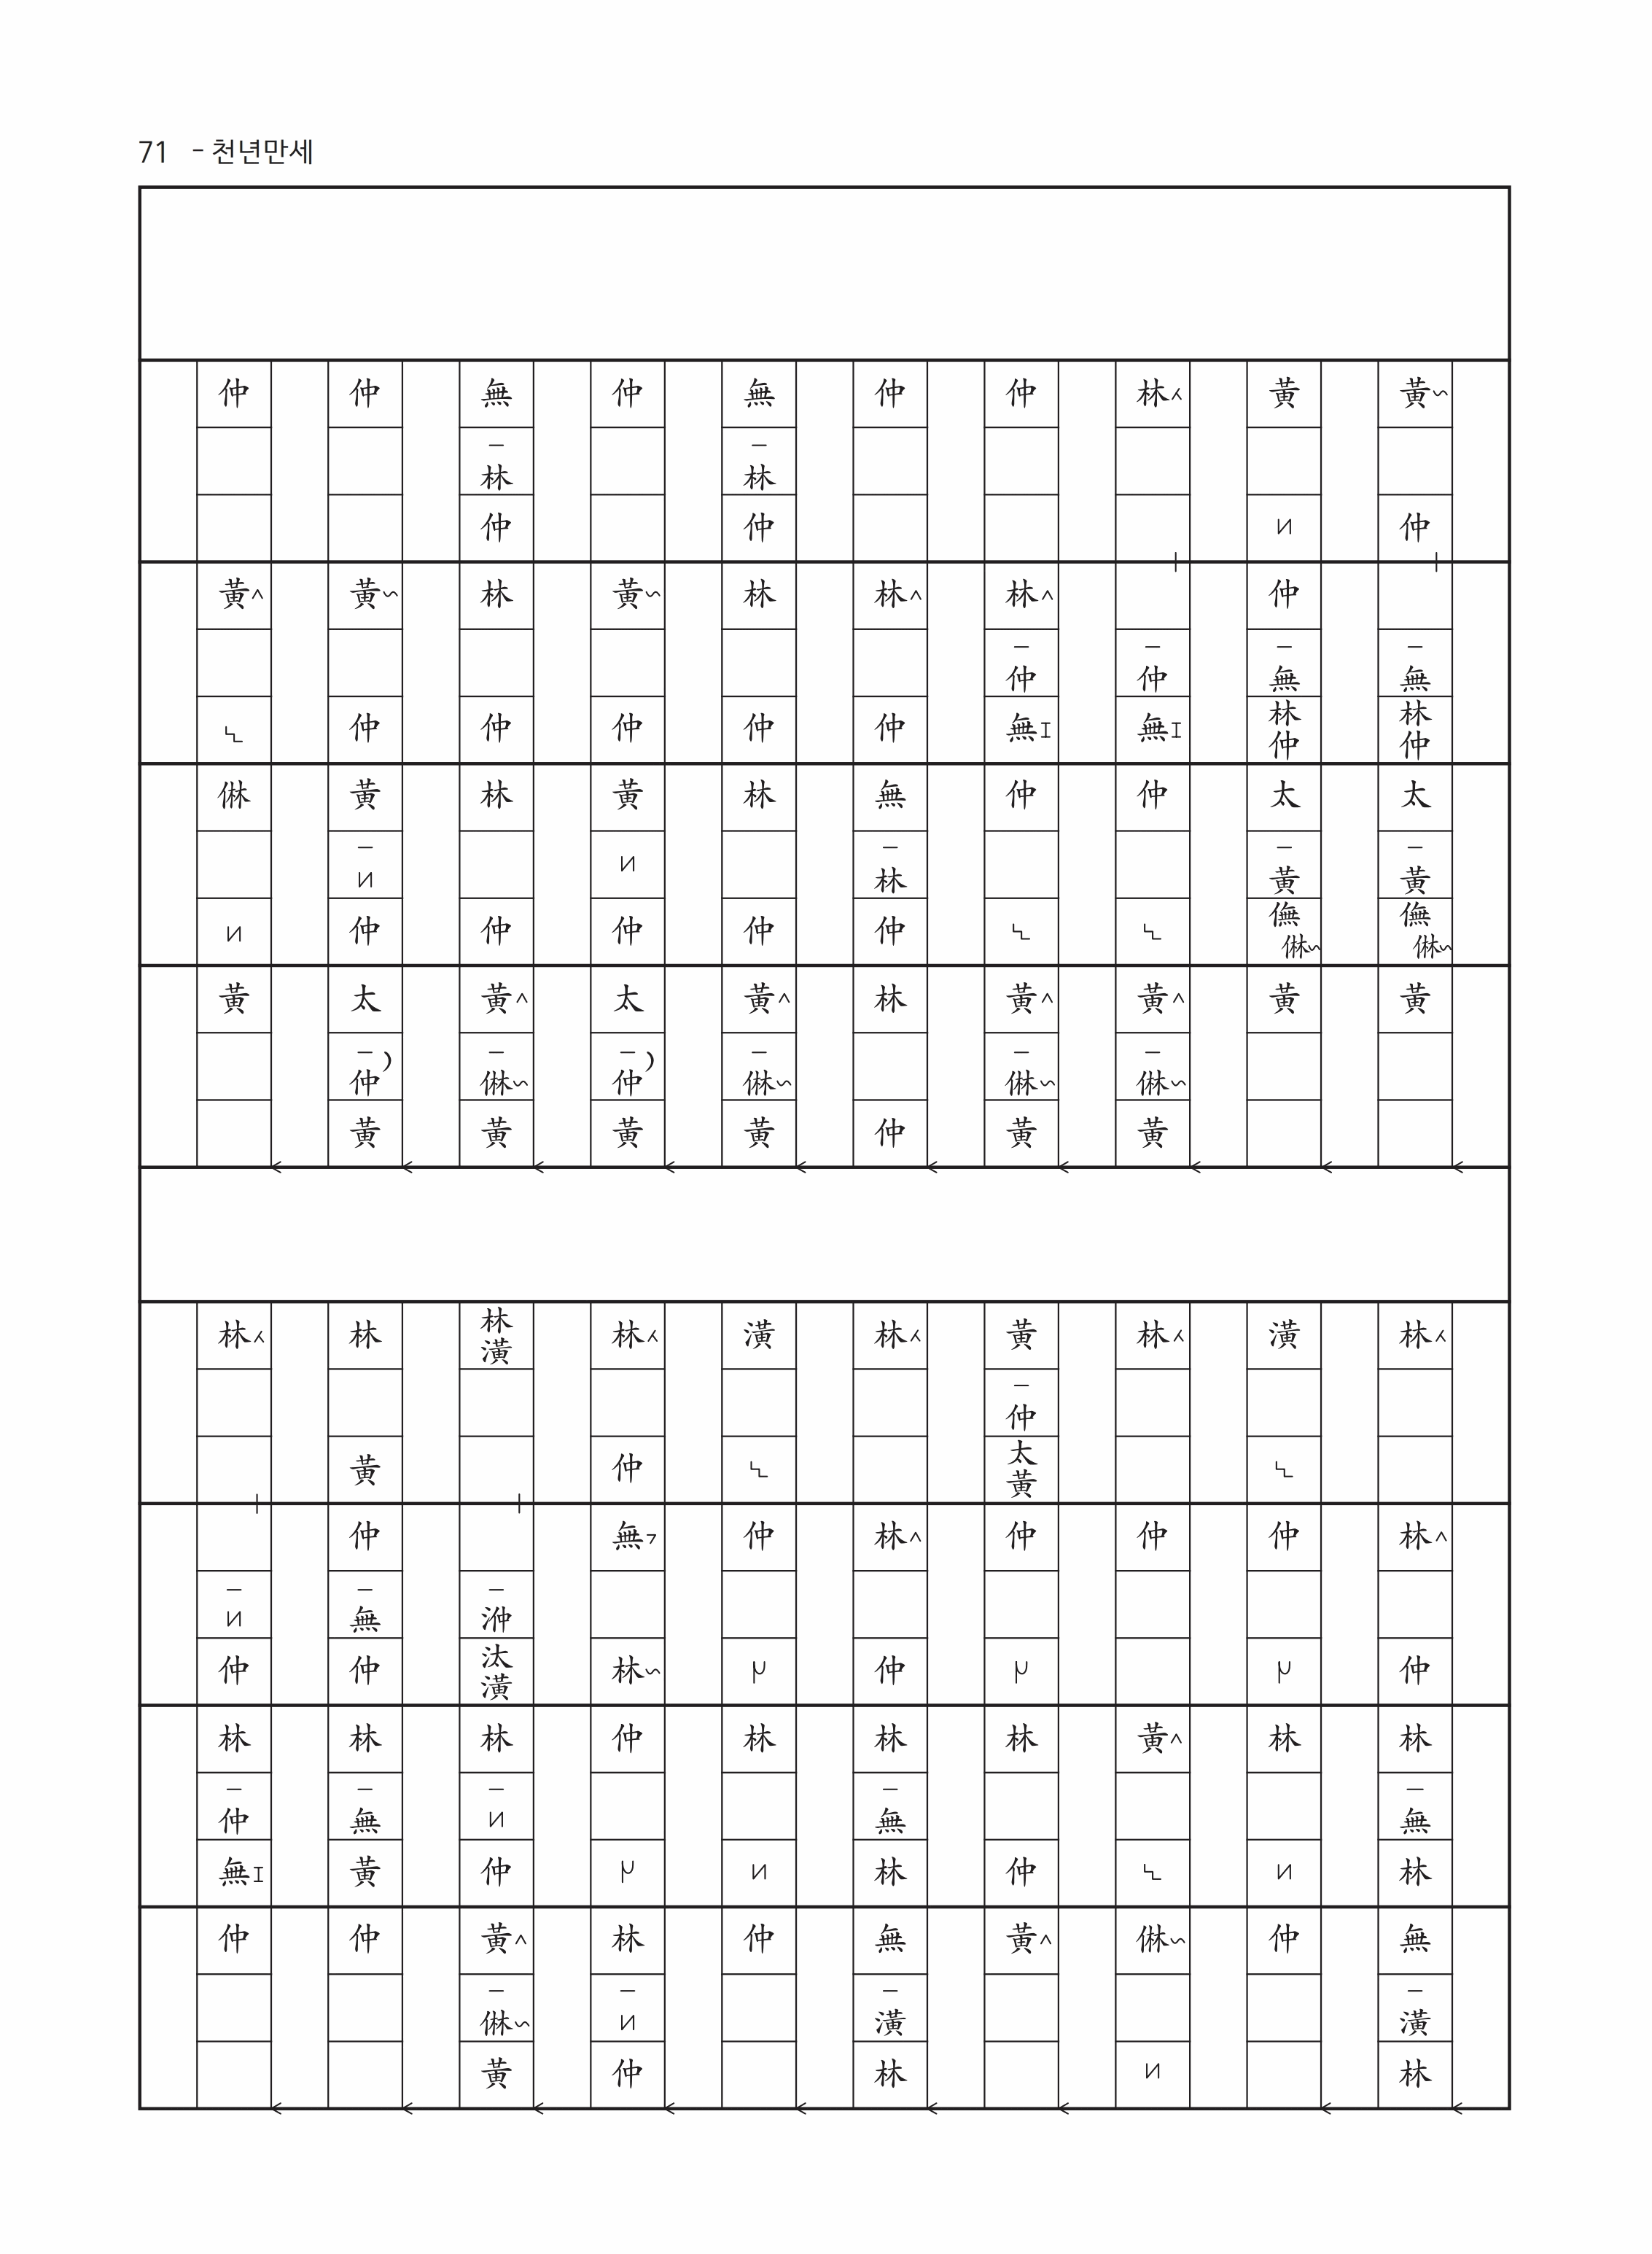 71 - 천년만세
黃~ 仲 - 無 林 仲 太 - 黃 㒇 㑣~ 黃
黃 仲 - 無 林 仲 太 - 黃 㒇 㑣~ 黃
林 - 仲 無 仲 黃^ - 㑣~ 黃
仲 林^ - 仲 無 仲 黃^ - 㑣~ 黃
仲 林^ 仲 無 - 林 仲 林 仲
無 - 林 仲 林 仲 林 仲 黃^ - 㑣~ 黃
仲 黃~ 仲 黃 仲 太 - 仲) 黃
無 - 林 仲 林 仲 林 仲 黃^ - 㑣~ 黃
仲 黃~ 仲 黃 - 仲 太 - 仲) 黃
仲 黃^ 㑣 黃
林 林^ 仲 林 - 無 林 無 - 潢 林
潢 仲 林 仲
林 仲 黃^ 㑣~
黃 - 仲 太 黃 仲 林 仲 黃^
林 林^ 仲 林 - 無 林 無 - 潢 林
潢 仲 林 仲
林 仲 無 林~ 仲 林 - 仲
林 潢 - 㳞 汰 潢 林 - 仲 黃^ - 㑣~ 黃
林 黃 仲 - 無 仲 林 - 無 黃 仲
林 - 仲 林 - 仲 無 仲